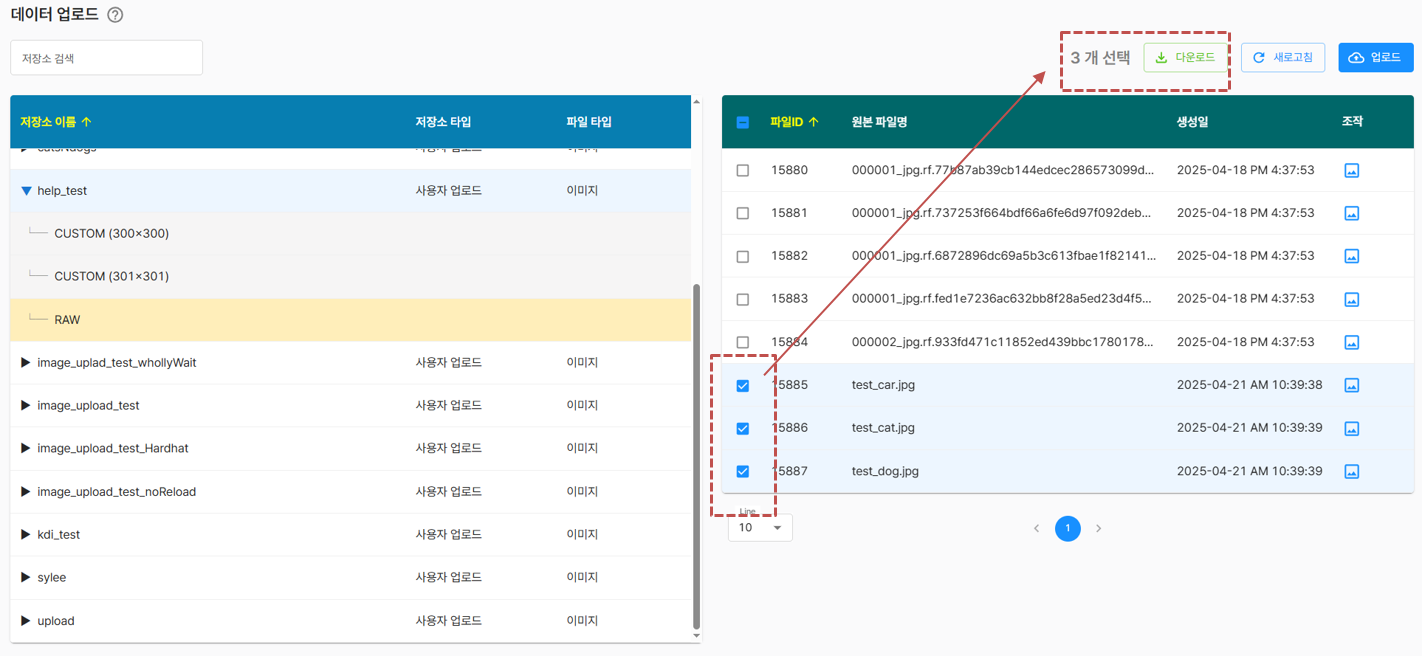 데이터 업로드 ?
저장소 검색
3 개 선택 다운로드 새로고침 업로드
저장소 이름 저장소 타입 파일 타입
help_test 사용자 업로드 이미지
CUSTOM (300×300)
CUSTOM (301×301)
RAW
image_uplad_test_whollyWait 사용자 업로드 이미지
image_upload_test 사용자 업로드 이미지
image_upload_test_Hardhat 사용자 업로드 이미지
image_upload_test_noReload 사용자 업로드 이미지
kdi_test 사용자 업로드 이미지
sylee 사용자 업로드 이미지
upload 사용자 업로드 이미지
파일ID 원본 파일명 생성일 조작
15880 000001_jpg.rf.77b87ab39cb144edcec286573099d... 2025-04-18 PM 4:37:53
15881 000001_jpg.rf.737253f664bdf66a6fe6d97f092deb... 2025-04-18 PM 4:37:53
15882 000001_jpg.rf.6872896dc69a5b3c613fbae1f82141... 2025-04-18 PM 4:37:53
15883 000001_jpg.rf.fed1e7236ac632bb8f28a5ed23d4f5... 2025-04-18 PM 4:37:53
15884 000002_jpg.rf.933fd471c11852ed439bbc1780178... 2025-04-18 PM 4:37:53
15885 test_car.jpg 2025-04-21 AM 10:39:38
15886 test_cat.jpg 2025-04-21 AM 10:39:39
15887 test_dog.jpg 2025-04-21 AM 10:39:39
Line
10
1